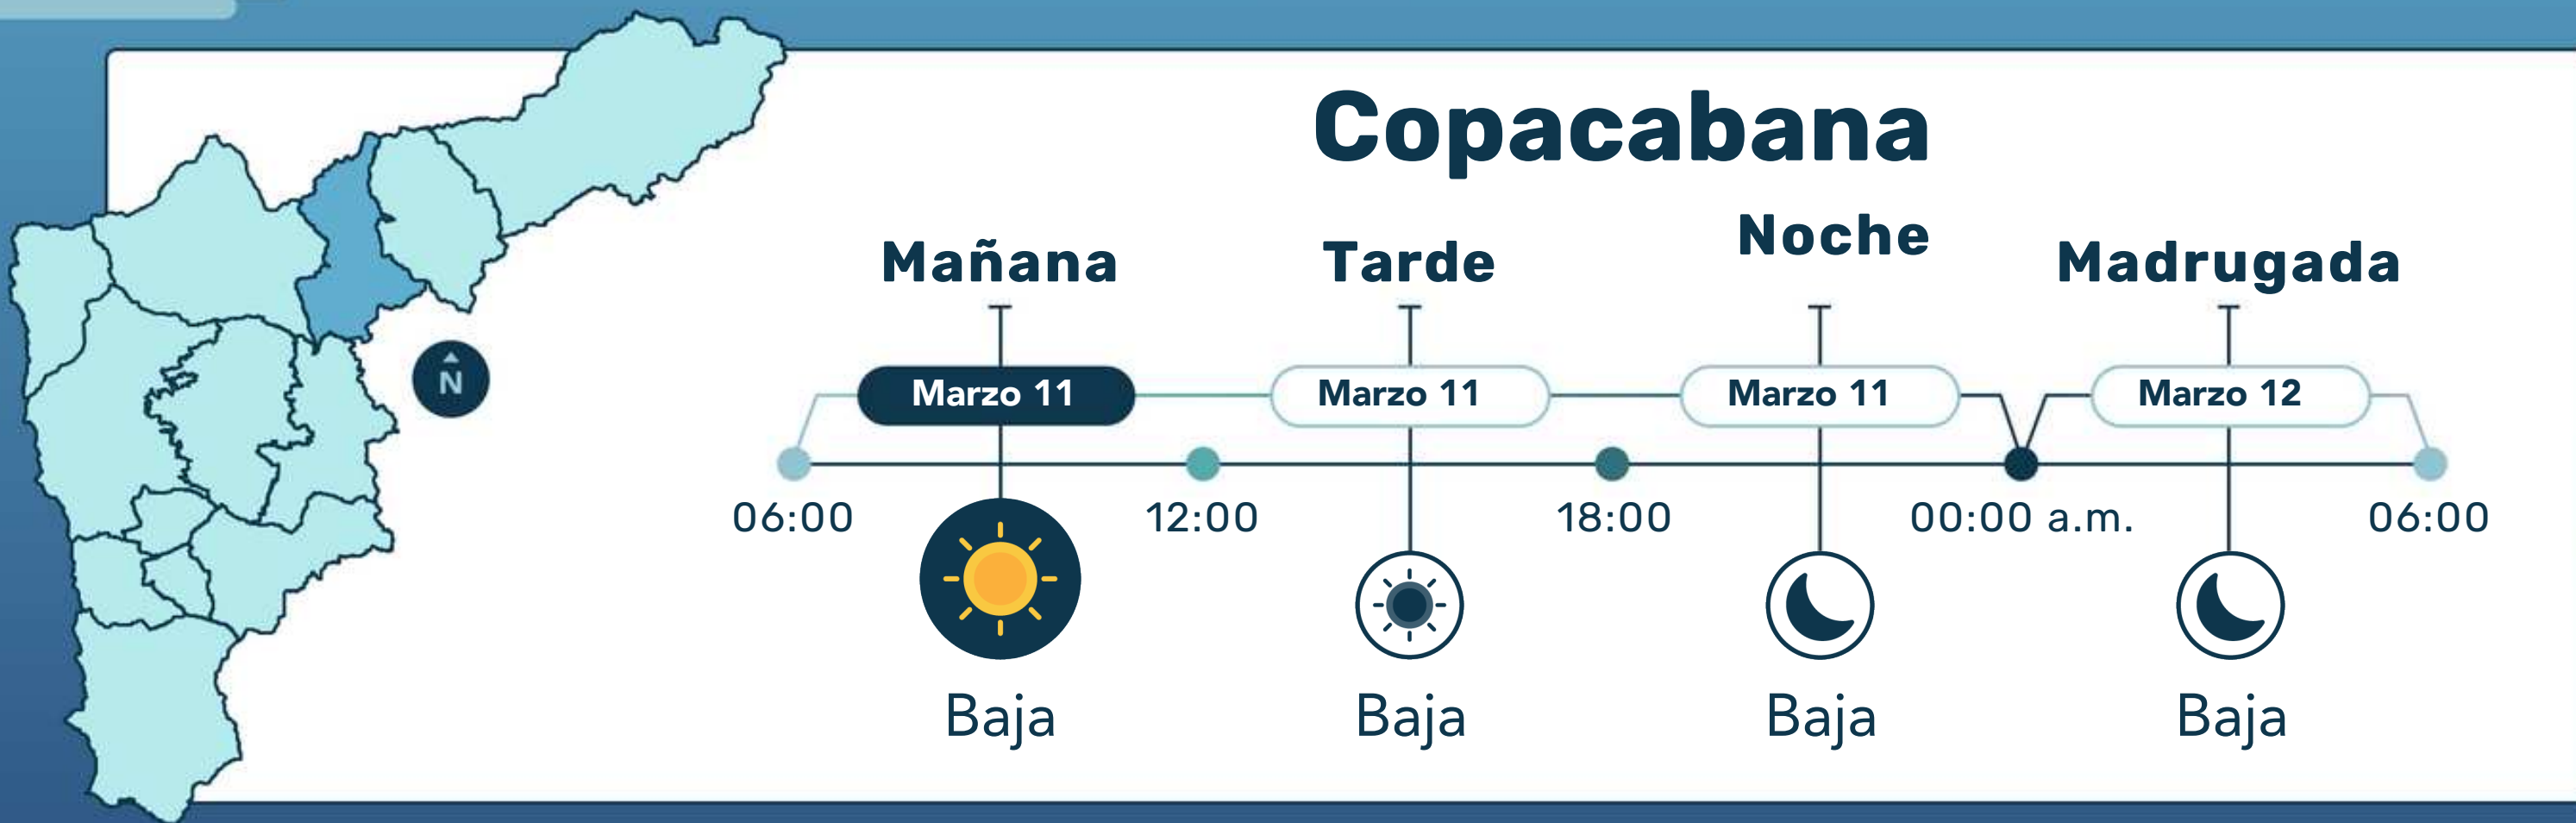 Copacabana
Mañana
Tarde
Noche
Madrugada
N
Marzo 11
Marzo 11
Marzo 11
Marzo 12
06:00
12:00
18:00
00:00 a.m.
06:00
Baja
Baja
Baja
Baja